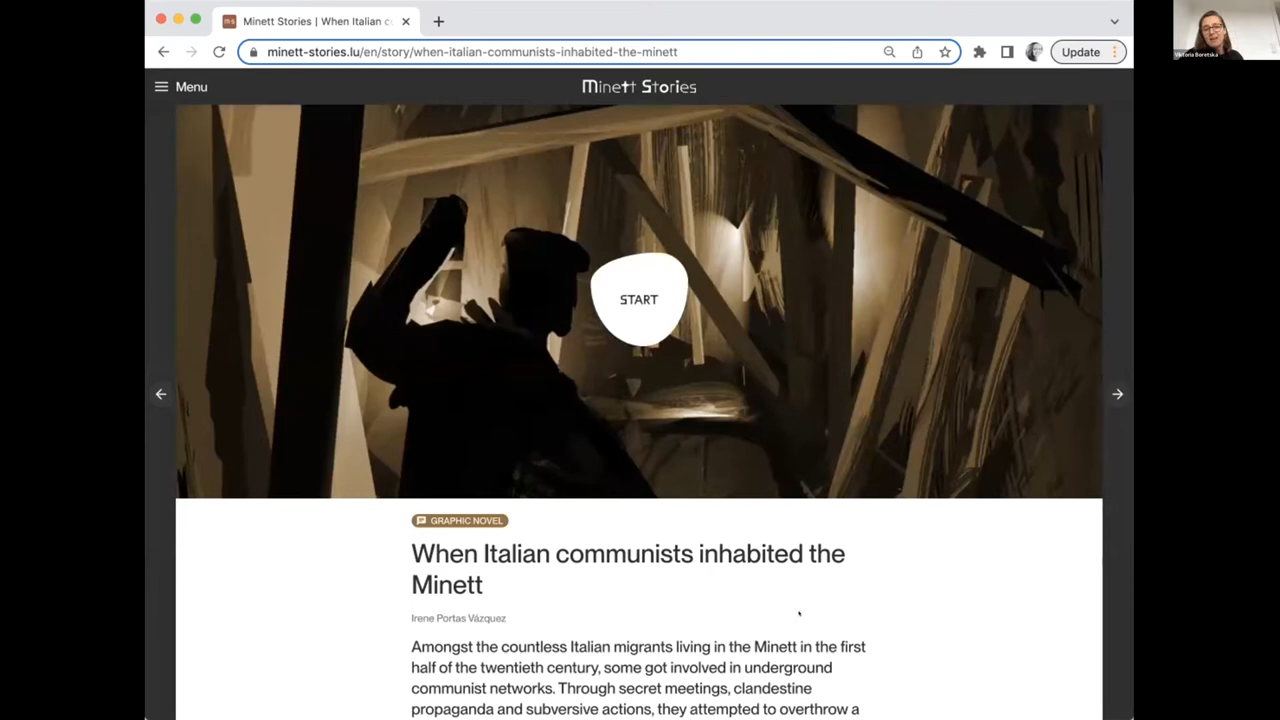 Minett Stories | When Italian c
minett-stories.lu/en/story/when-italian-communists-inhabited-the-minett
Update
Viktoria Boretska
Menu
Minett Stories
START
GRAPHIC NOVEL
When Italian communists inhabited the
Minett
Irene Portas Vázquez
Amongst the countless Italian migrants living in the Minett in the first
half of the twentieth century, some got involved in underground
communist networks. Through secret meetings, clandestine
propaganda and subversive actions, they attempted to overthrow a